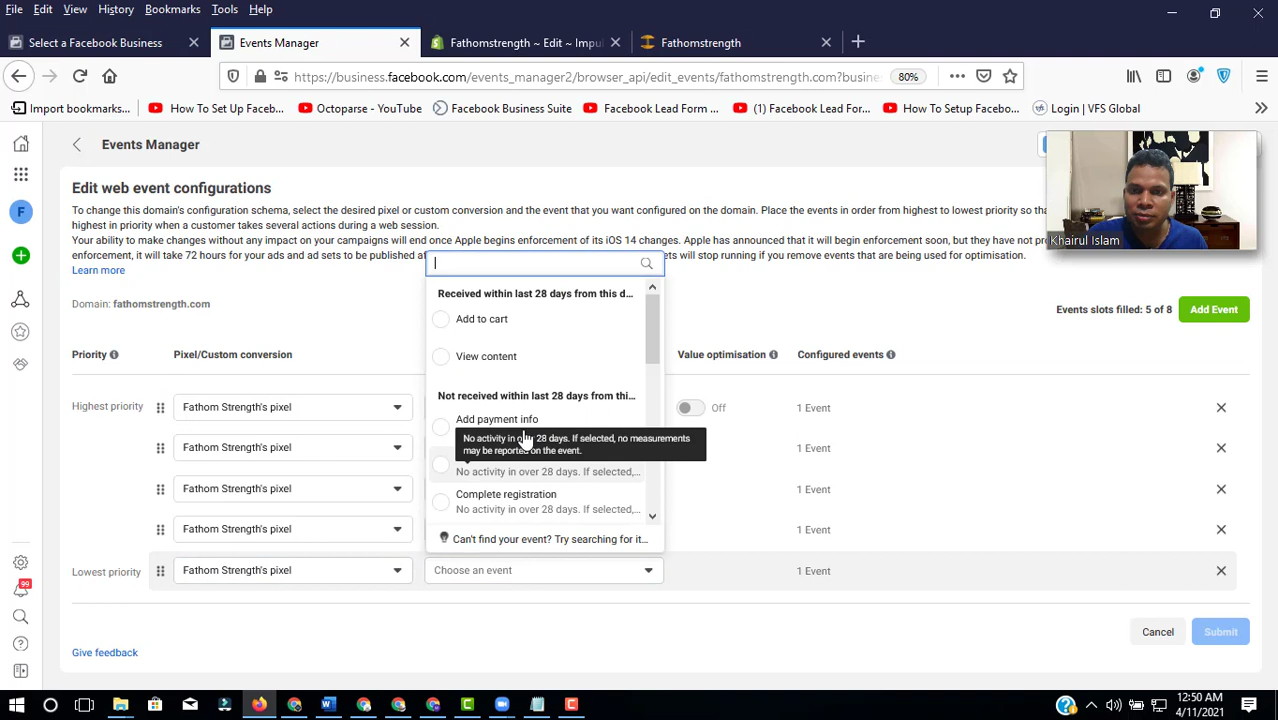 File Edit View History Bookmarks Tools Help
Select a Facebook Business
Events Manager
Fathomstrength ~ Edit ~ Impul
Fathomstrength
https://business.facebook.com/events_manager2/browser_api/edit_events/fathomstrength.com?busines
80%
Import bookmarks...
How To Set Up Faceb...
Octoparse - YouTube
Facebook Business Suite
Facebook Lead Form ...
(1) Facebook Lead For...
How To Setup Facebo...
Login | VFS Global
Events Manager
Edit web event configurations
To change this domain's configuration schema, select the desired pixel or custom conversion and the event that you want configured on the domain. Place the events in order from highest to lowest priority so
highest in priority when a customer takes several actions during a web session.
Your ability to make changes without any impact on your campaigns will end once Apple begins enforcement of its iOS 14 changes. Apple has announced that it will begin enforcement soon, but they have not
enforcement, it will take 72 hours for your ads and ad sets to be published
sets will stop running if you remove events that are being used for optimisation.
Learn more
Khairul Islam
Domain: fathomstrength.com
Events slots filled: 5 of 8
Add Event
Priority
Pixel/Custom conversion
Value optimisation
Configured events
Highest priority
Fathom Strength's pixel
Off
1 Event
Fathom Strength's pixel
1 Event
Fathom Strength's pixel
1 Event
Fathom Strength's pixel
1 Event
Lowest priority
Fathom Strength's pixel
Choose an event
1 Event
Received within last 28 days from this d...
Add to cart
View content
Not received within last 28 days from thi...
Add payment info
No activity in over 28 days. If selected, no measurements
may be reported on the event.
No activity in over 28 days. If selected,...
Complete registration
No activity in over 28 days. If selected,...
Can't find your event? Try searching for it...
Cancel
Submit
Give feedback
99
12:50 AM
4/11/2021